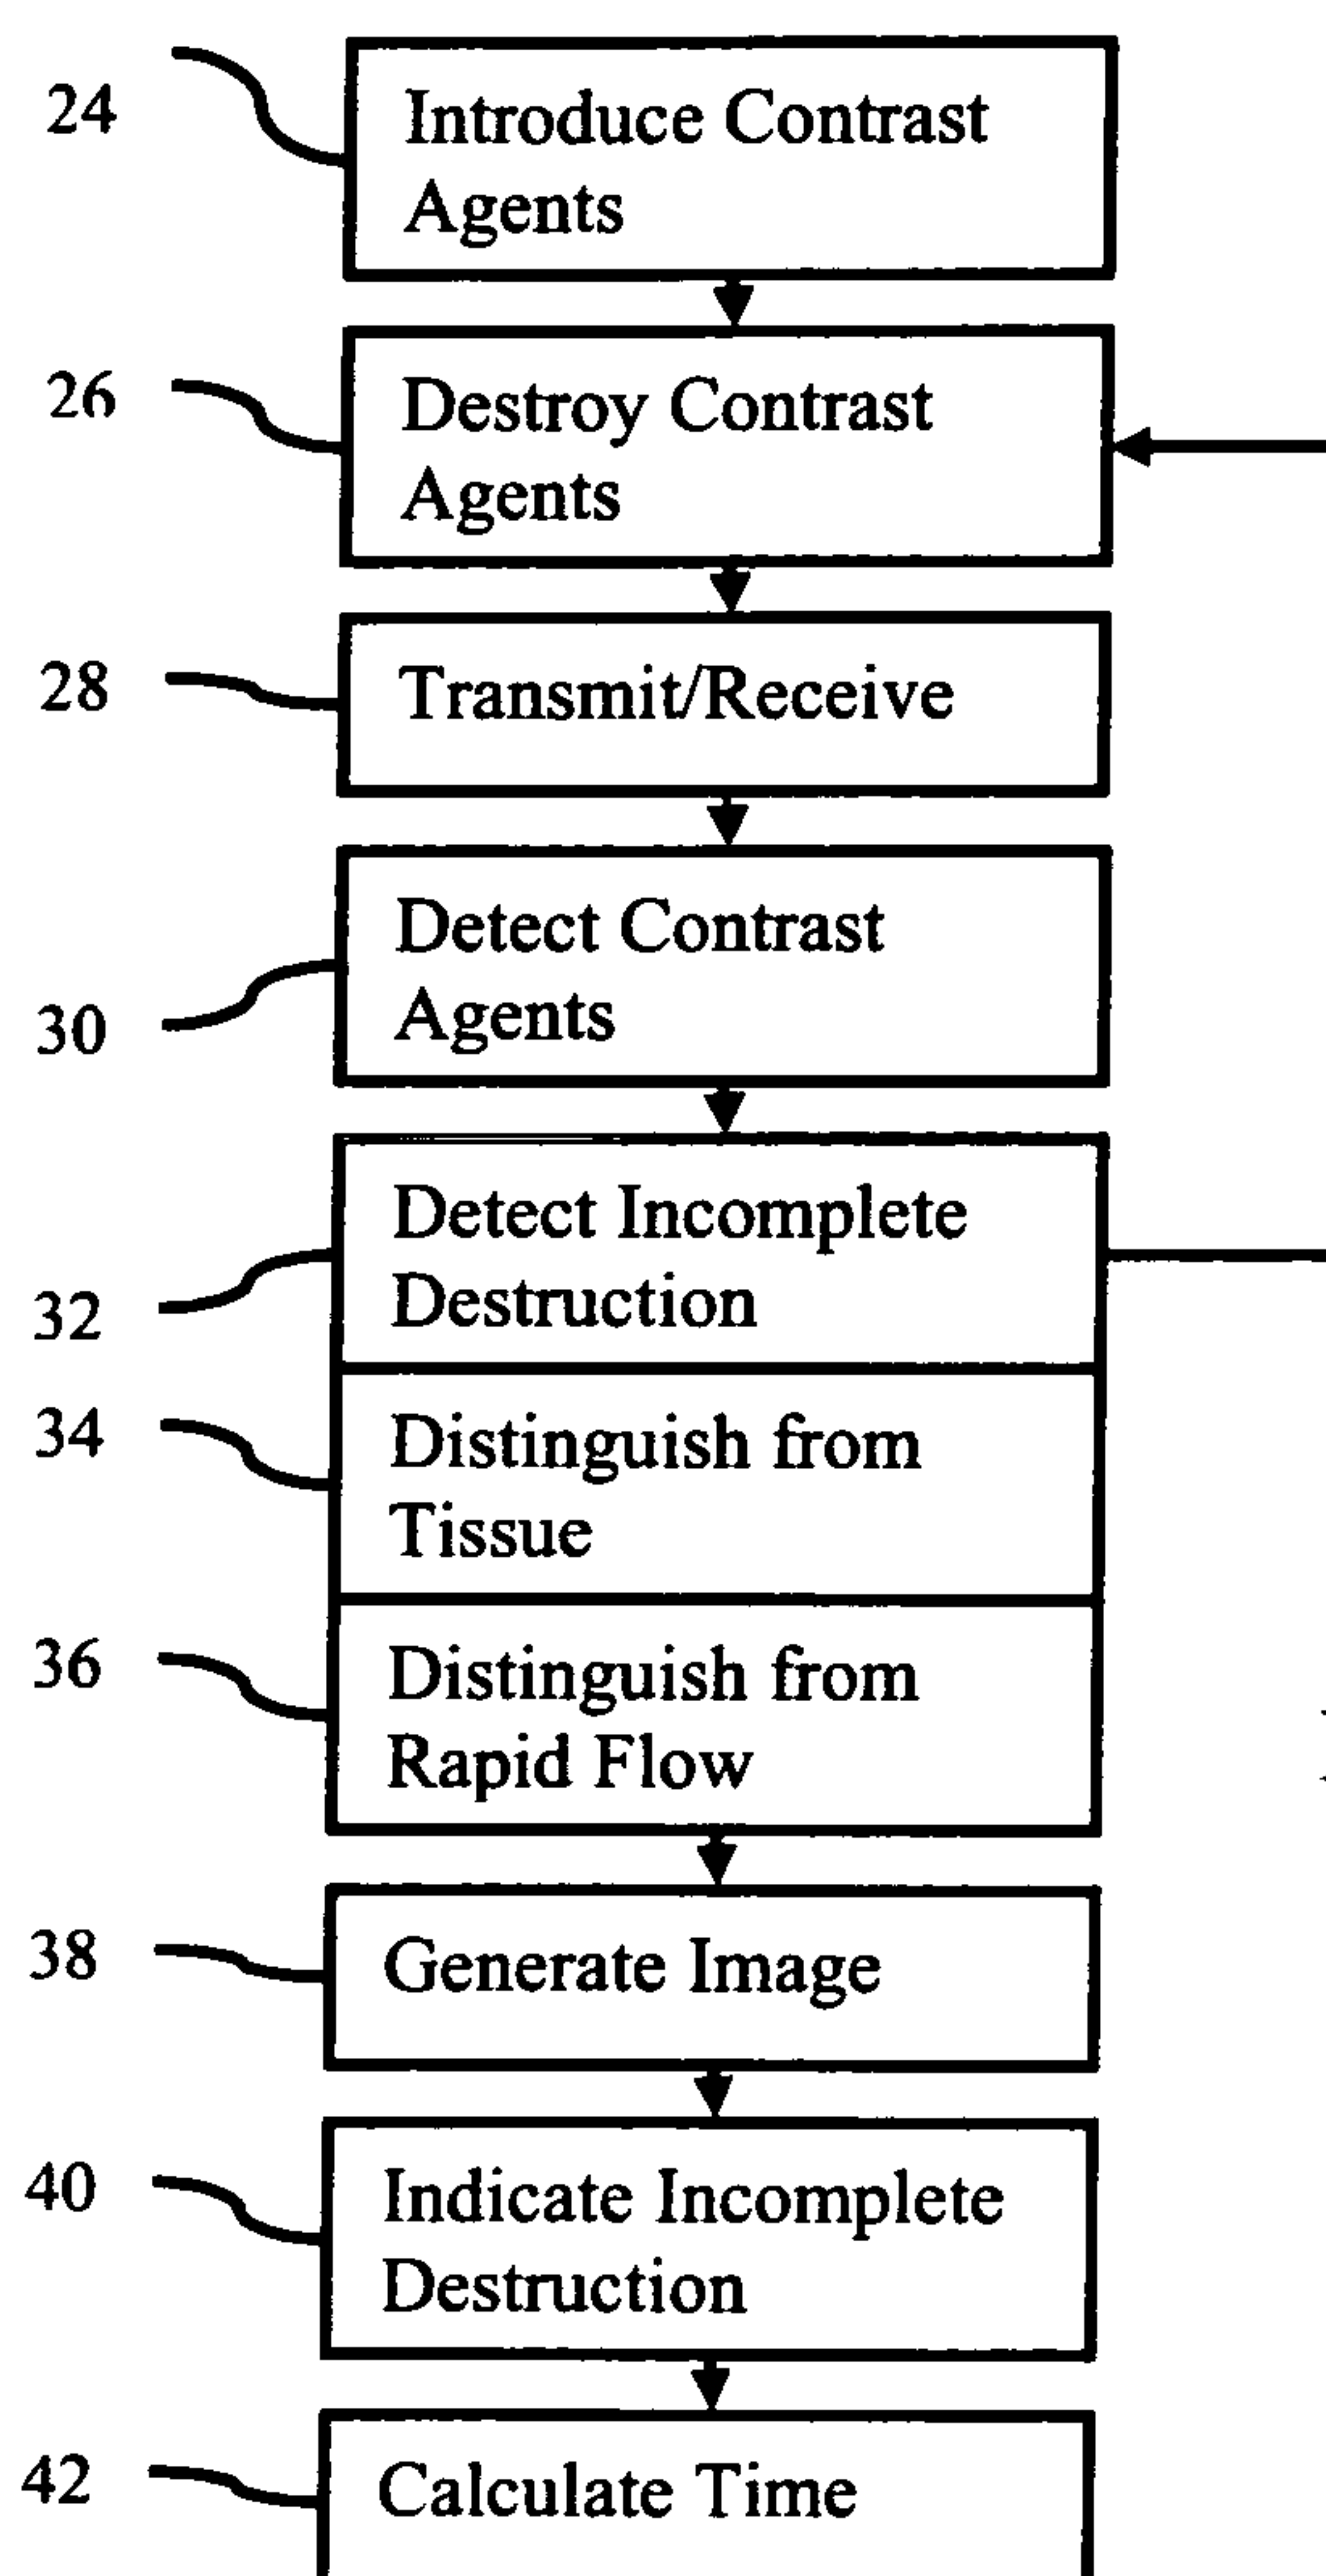 24
Introduce Contrast
Agents
26
Destroy Contrast
Agents
28
Transmit/Receive
30
Detect Contrast
Agents
32
Detect Incomplete
Destruction
34
Distinguish from
Tissue
36
Distinguish from
Rapid Flow
38
Generate Image
40
Indicate Incomplete
Destruction
42
Calculate Time